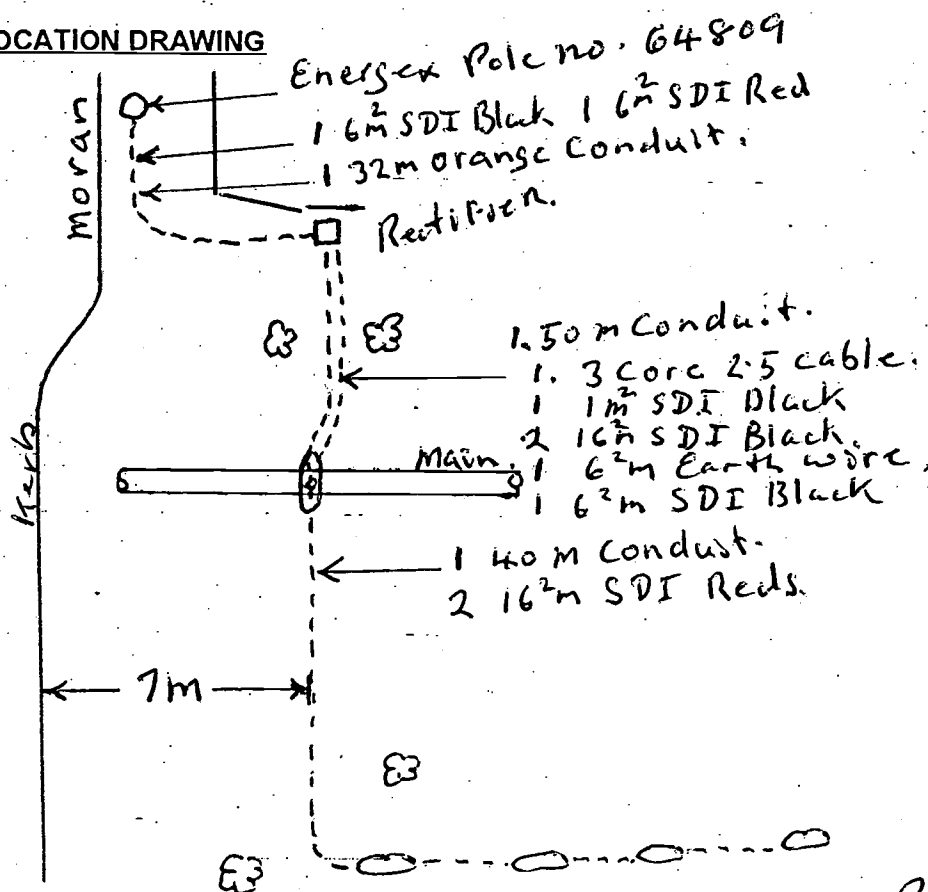 OCATION DRAWING
Energex Pole no. 64809
1 6m² SDI Black 1 6m² SDI Red
1 32m orange Conduit.
Rectifier.
Moran
1. 50 m Conduit.
1. 3 Core 2.5 cable.
1 1m² SDI Black
2 16m² SDI Black.
Main. 1 6²m Earth wire.
1 6²m SDI Black
Kerb
1 40 m Conduit.
2 16²m SDI Reds.
7m